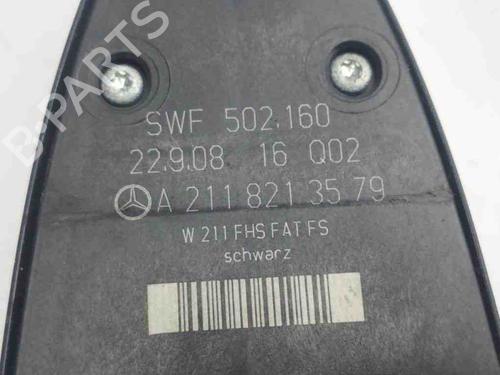 B-PARTS
SWF 502.160
22.9.08 16 Q02
A 211 821 35 79
W 211 FHS FAT FS
schwarz